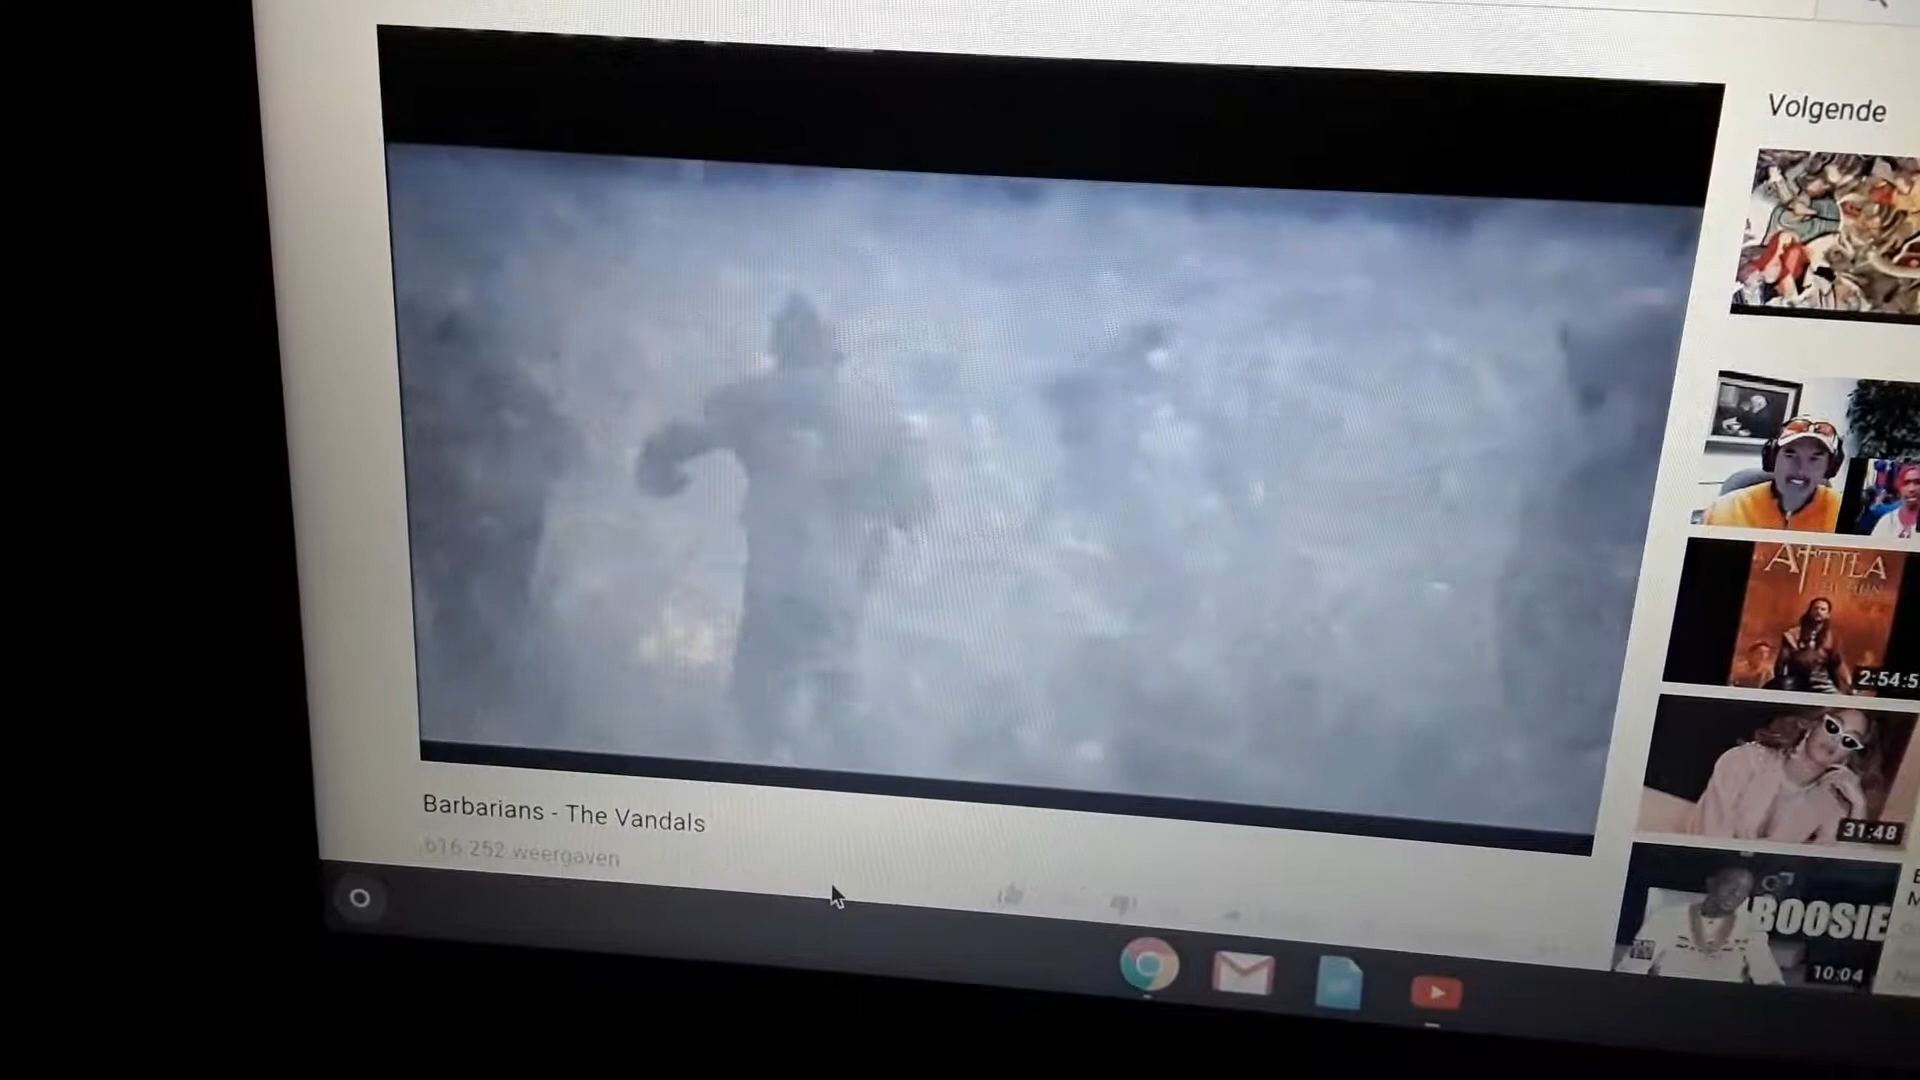 Volgende
ATTILA
2:54:5
31:48
BOOSIE
10:04
Barbarians - The Vandals
616.252 weergaven